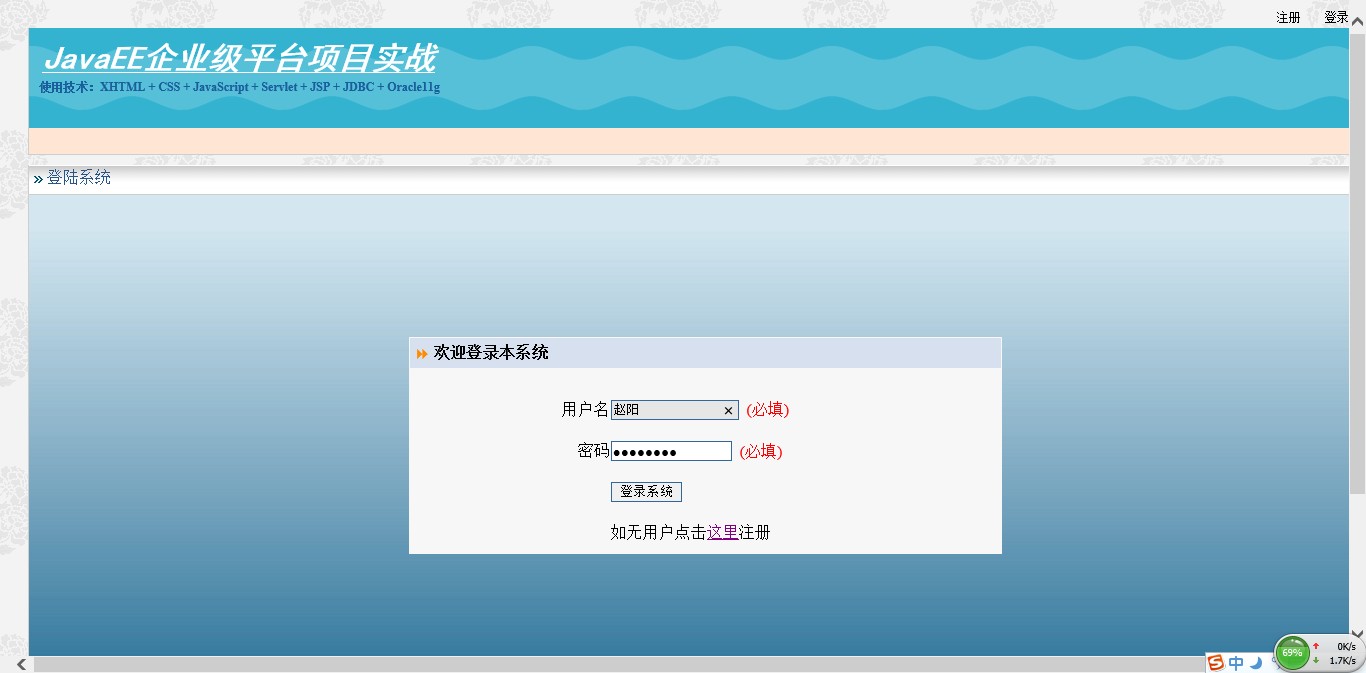 注册 登录
JavaEE企业级平台项目实战
使用技术：XHTML + CSS + JavaScript + Servlet + JSP + JDBC + Oracle11g
» 登陆系统
欢迎登录本系统
用户名 赵阳 × (必填)
密码 ●●●●●●●● (必填)
登录系统
如无用户点击这里注册
中
69%
0K/s
1.7K/s